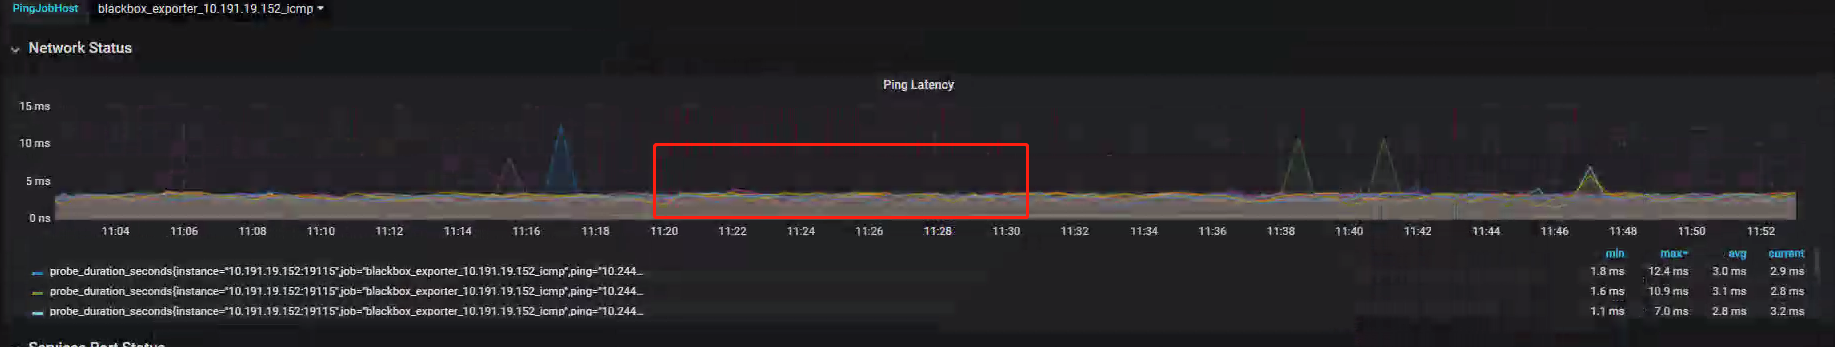 PingJobHost blackbox_exporter_10.191.19.152_icmp
Network Status
Ping Latency
15 ms
10 ms
5 ms
0 ns
11:04 11:06 11:08 11:10 11:12 11:14 11:16 11:18 11:20 11:22 11:24 11:26 11:28 11:30 11:32 11:34 11:36 11:38 11:40 11:42 11:44 11:46 11:48 11:50 11:52
min max avg current
probe_duration_seconds{instance="10.191.19.152:19115",job="blackbox_exporter_10.191.19.152_icmp",ping="10.244... 1.8 ms 12.4 ms 3.0 ms 2.9 ms
probe_duration_seconds{instance="10.191.19.152:19115",job="blackbox_exporter_10.191.19.152_icmp",ping="10.244... 1.6 ms 10.9 ms 3.1 ms 2.8 ms
probe_duration_seconds{instance="10.191.19.152:19115",job="blackbox_exporter_10.191.19.152_icmp",ping="10.244... 1.1 ms 7.0 ms 2.8 ms 3.2 ms
Services Port Status